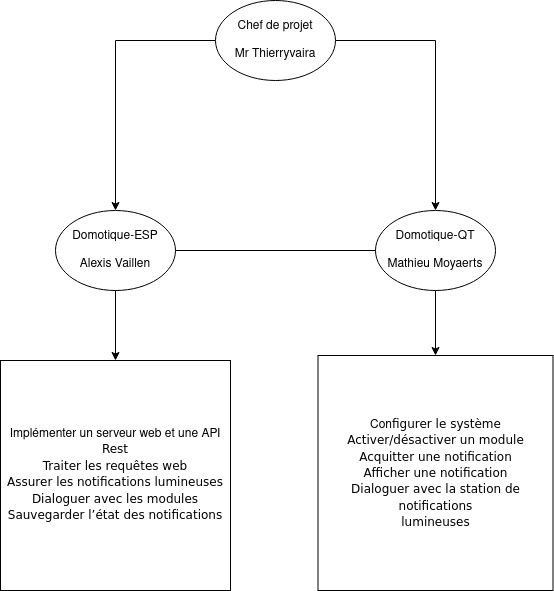 Chef de projet
Mr Thierryvaira
Domotique-ESP
Alexis Vaillen
Domotique-QT
Mathieu Moyaerts
Implémenter un serveur web et une API
Rest
Traiter les requêtes web
Assurer les notifications lumineuses
Dialoguer avec les modules
Sauvegarder l’état des notifications
Configurer le système
Activer/désactiver un module
Acquitter une notification
Afficher une notification
Dialoguer avec la station de
notifications
lumineuses